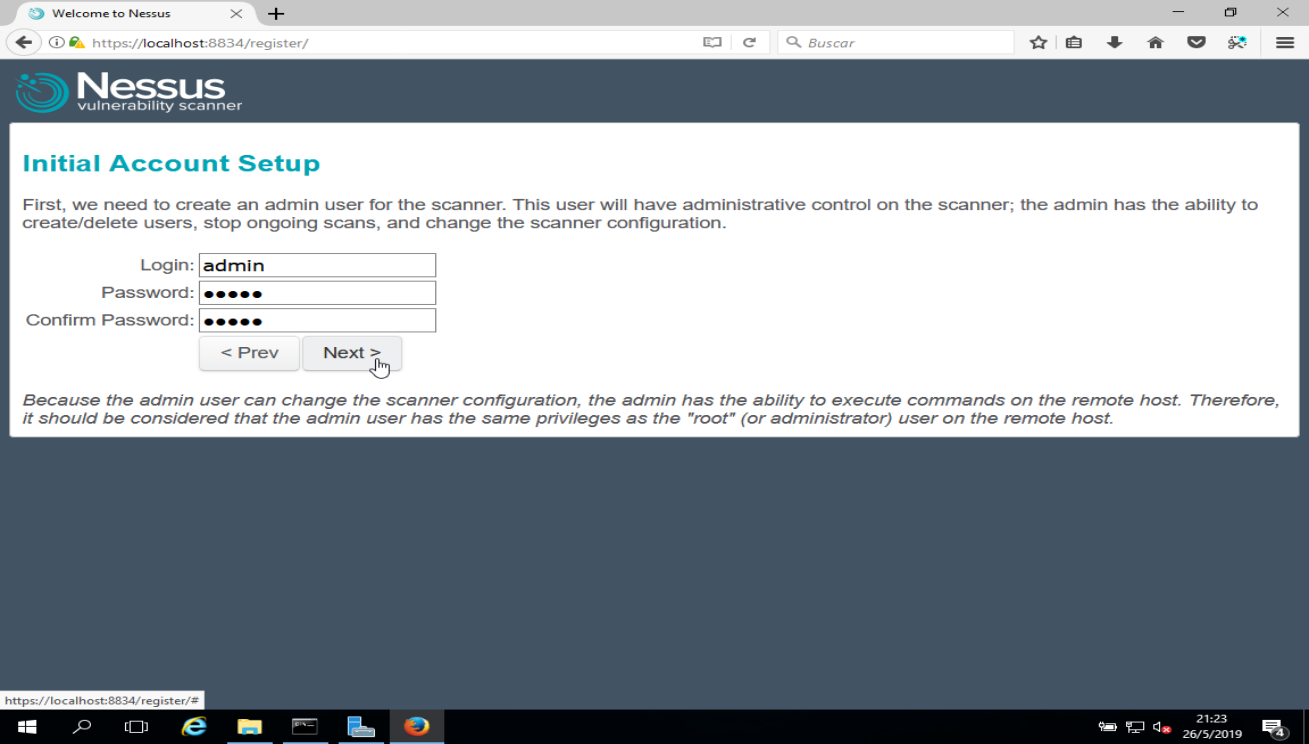 Welcome to Nessus
https://localhost:8834/register/
Buscar
Nessus
vulnerability scanner
Initial Account Setup
First, we need to create an admin user for the scanner. This user will have administrative control on the scanner; the admin has the ability to
create/delete users, stop ongoing scans, and change the scanner configuration.
Login: admin
Password: ●●●●●
Confirm Password: ●●●●●
< Prev Next >
Because the admin user can change the scanner configuration, the admin has the ability to execute commands on the remote host. Therefore,
it should be considered that the admin user has the same privileges as the "root" (or administrator) user on the remote host.
https://localhost:8834/register/#
21:23
26/5/2019
4